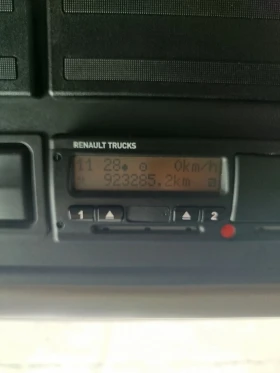 RENAULT TRUCKS
11 28 0km/h
923285.2km
1 2